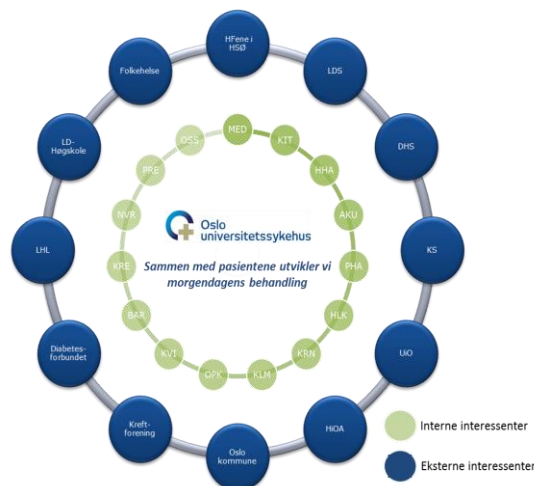 HFene i
HSØ
LDS
DHS
KS
UiO
HiOA
Oslo
kommune
Kreft-
forening
Diabetes-
forbundet
LHL
LD-
Høgskole
Folkehelse
MED
KIT
HHA
AKU
PHA
HLK
KRN
KLM
OPK
KVI
BAR
KRE
NVR
PRE
OSS
Oslo
universitetssykehus
Sammen med pasientene utvikler vi
morgendagens behandling
Interne interessenter
Eksterne interessenter